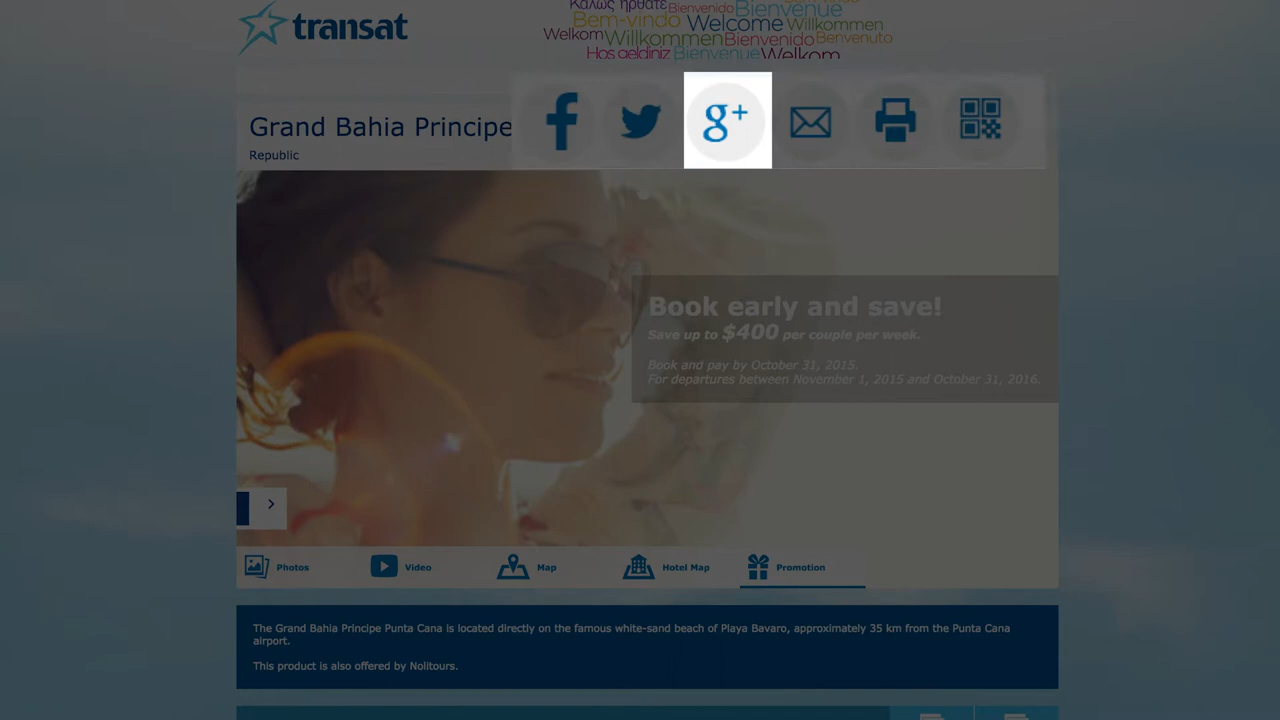 transat
Καλώς ήρθατε Bienvenido Bienvenue
Bem-vindo Welcome Willkommen
Welkom Willkommen Bienvenido Benvenuto
Hoş geldiniz Bienvenue Welkom
g+
Grand Bahia Principe
Republic
Book early and save!
Save up to $400 per couple per week.
Book and pay by October 31, 2015.
For departures between November 1, 2015 and October 31, 2016.
Photos
Video
Map
Hotel Map
Promotion
The Grand Bahia Principe Punta Cana is located directly on the famous white-sand beach of Playa Bavaro, approximately 35 km from the Punta Cana
airport.
This product is also offered by Nolitours.